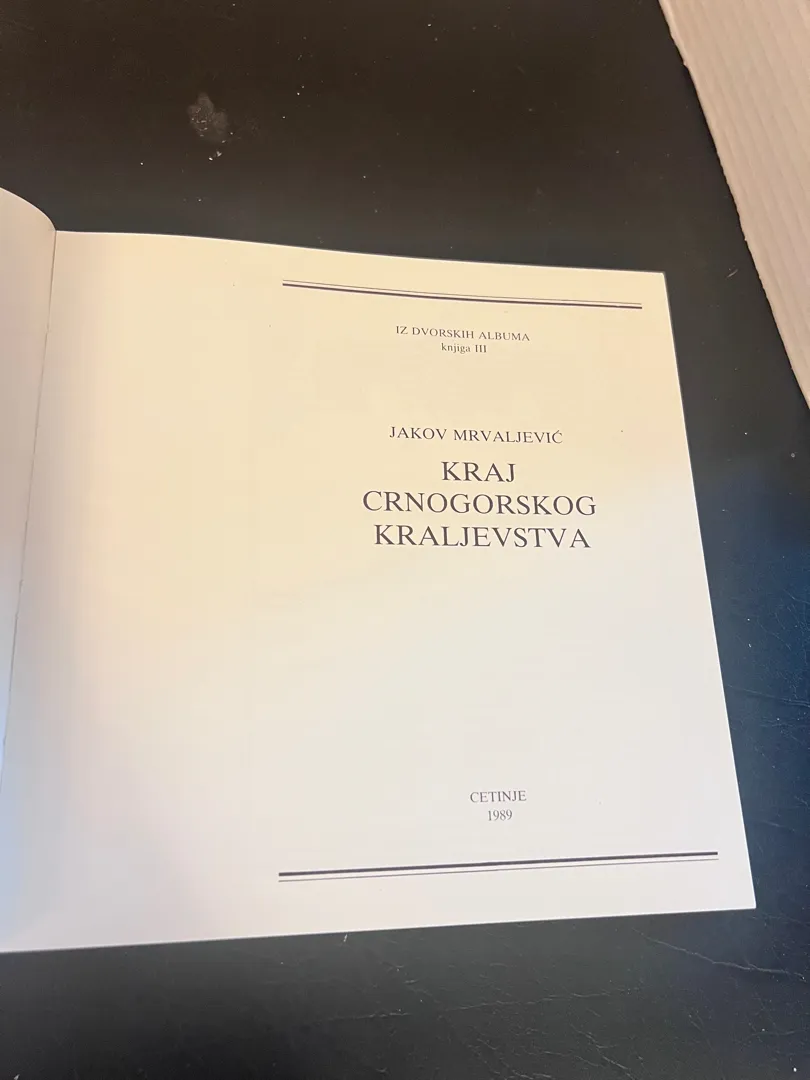 IZ DVORSKIH ALBUMA
knjiga III
JAKOV MRVALJEVIĆ
KRAJ
CRNOGORSKOG
KRALJEVSTVA
CETINJE
1989